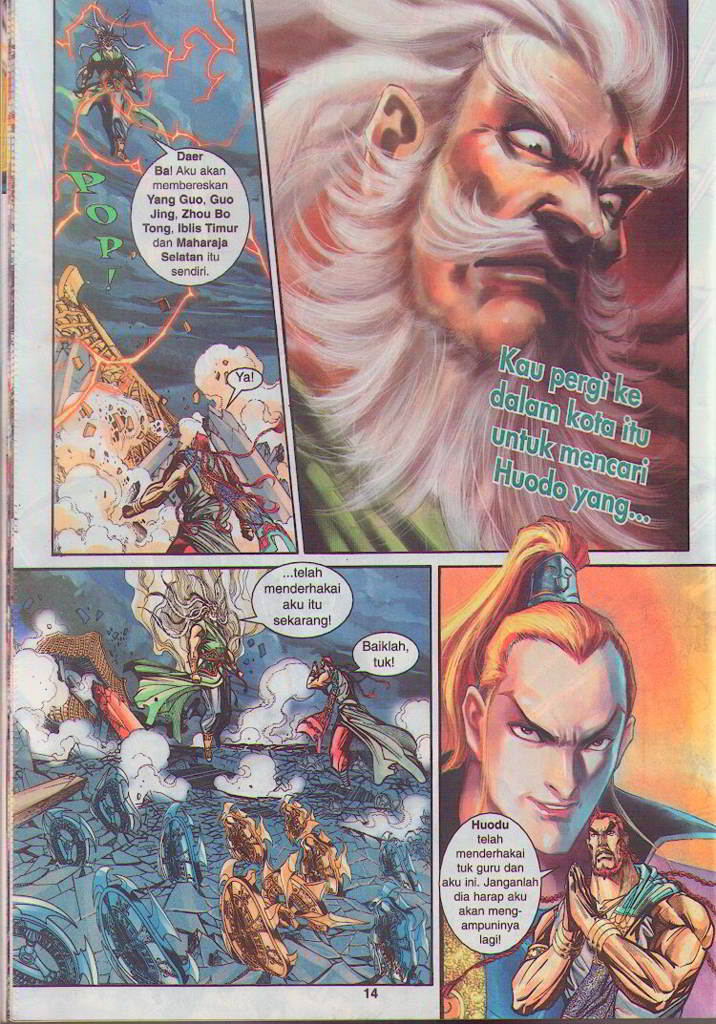 Daer
Ba! Aku akan
membereskan
Yang Guo, Guo
Jing, Zhou Bo
Tong, Iblis Timur
dan Maharaja
Selatan itu
sendiri.
POP!
Ya!
Kau pergi ke
dalam kota itu
untuk mencari
Huodo yang...
...telah
menderhakai
aku itu
sekarang!
Baiklah,
tuk!
Huodu
telah
menderhakai
tuk guru dan
aku ini. Janganlah
dia harap aku
akan meng-
ampuninya
lagi!
14